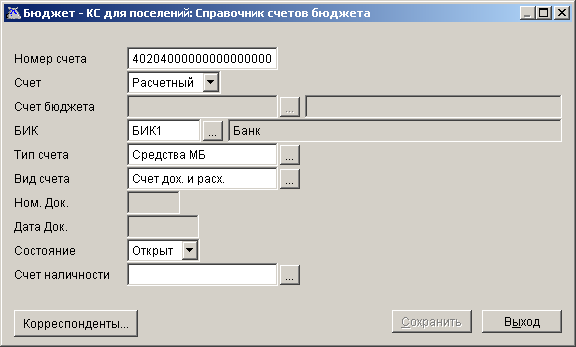 Бюджет - КС для поселений: Справочник счетов бюджета
Номер счета 40204000000000000000
Счет Расчетный
Счет бюджета ...
БИК БИК1 ... Банк
Тип счета Средства МБ ...
Вид счета Счет дох. и расх. ...
Ном. Док.
Дата Док.
Состояние Открыт
Счет наличности ...
Корреспонденты... Сохранить Выход